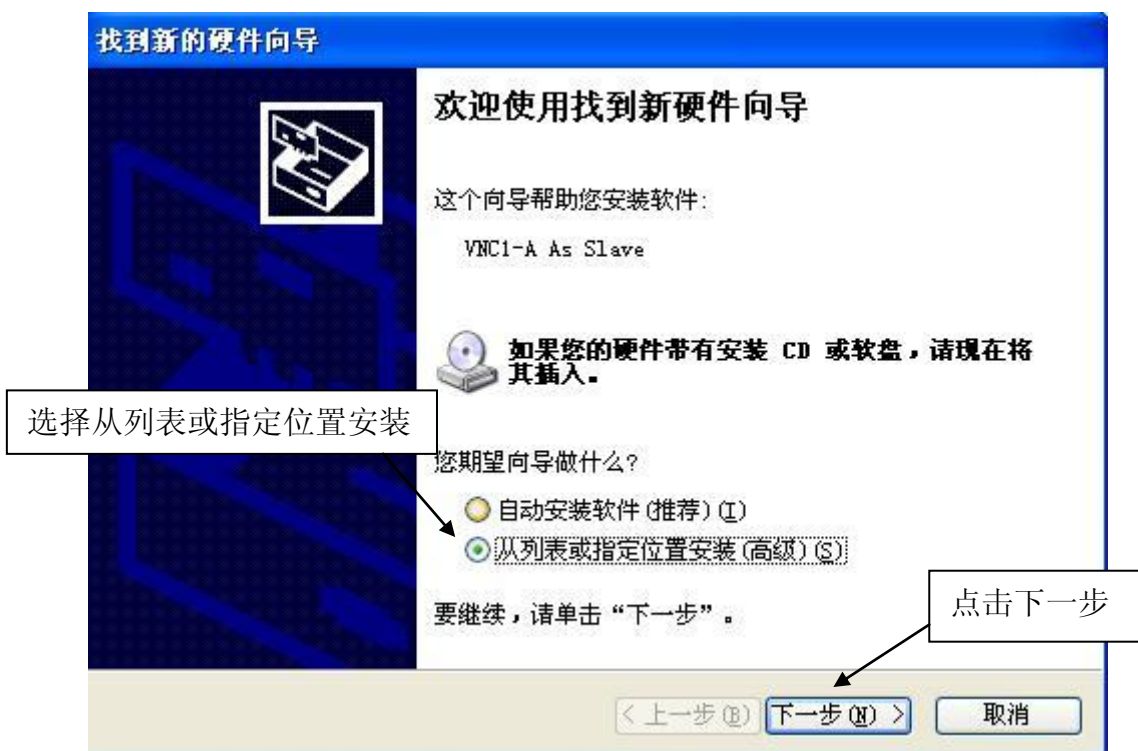 找到新的硬件向导
欢迎使用找到新硬件向导
这个向导帮助您安装软件:
VNC1-A As Slave
如果您的硬件带有安装 CD 或软盘，请现在将
其插入。
选择从列表或指定位置安装
您期望向导做什么?
自动安装软件(推荐)(I)
从列表或指定位置安装(高级)(S)
要继续，请单击“下一步”。
点击下一步
< 上一步(B)
下一步(N) >
取消